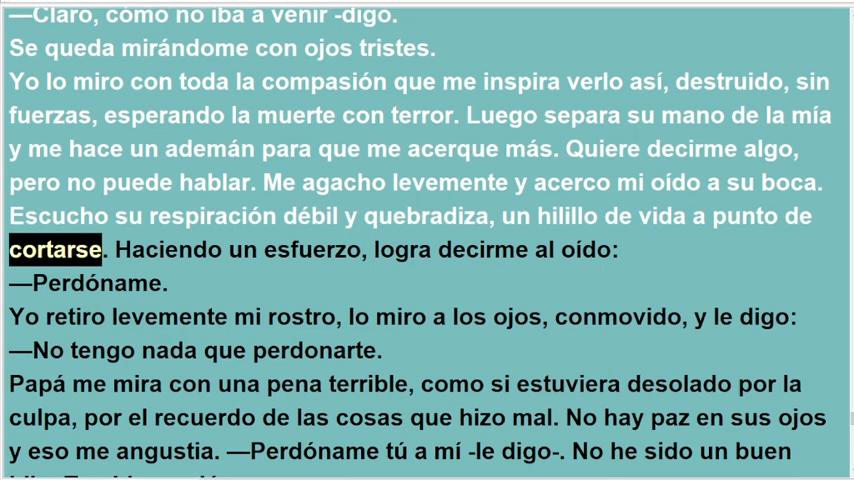 —Claro, cómo no iba a venir -digo.
Se queda mirándome con ojos tristes.
Yo lo miro con toda la compasión que me inspira verlo así, destruido, sin
fuerzas, esperando la muerte con terror. Luego separa su mano de la mía
y me hace un ademán para que me acerque más. Quiere decirme algo,
pero no puede hablar. Me agacho levemente y acerco mi oído a su boca.
Escucho su respiración débil y quebradiza, un hilillo de vida a punto de
cortarse. Haciendo un esfuerzo, logra decirme al oído:
—Perdóname.
Yo retiro levemente mi rostro, lo miro a los ojos, conmovido, y le digo:
—No tengo nada que perdonarte.
Papá me mira con una pena terrible, como si estuviera desolado por la
culpa, por el recuerdo de las cosas que hizo mal. No hay paz en sus ojos
y eso me angustia. —Perdóname tú a mí -le digo-. No he sido un buen